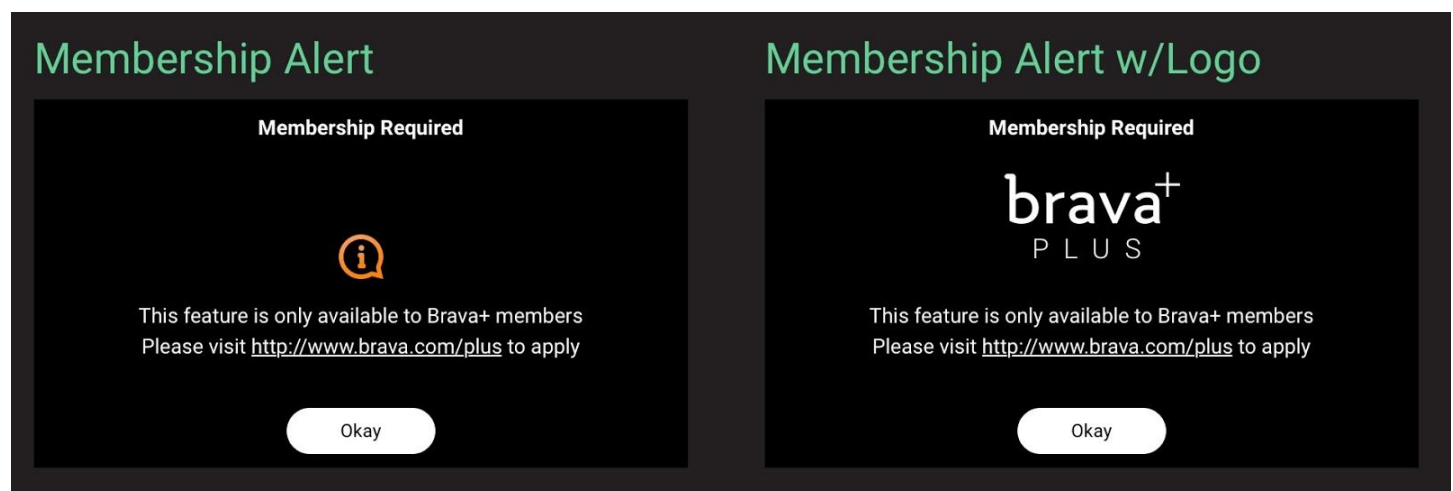 Membership Alert
Membership Required
This feature is only available to Brava+ members
Please visit http://www.brava.com/plus to apply
Okay
Membership Alert w/Logo
Membership Required
brava+
PLUS
This feature is only available to Brava+ members
Please visit http://www.brava.com/plus to apply
Okay